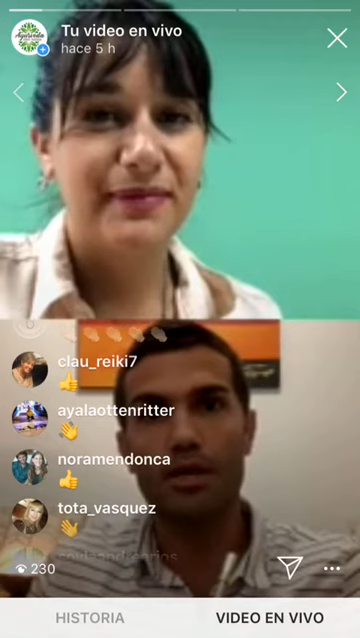 Tu video en vivo
hace 5 h
clau_reiki7
ayalaottenritter
noramendonca
tota_vasquez
230
HISTORIA
VIDEO EN VIVO